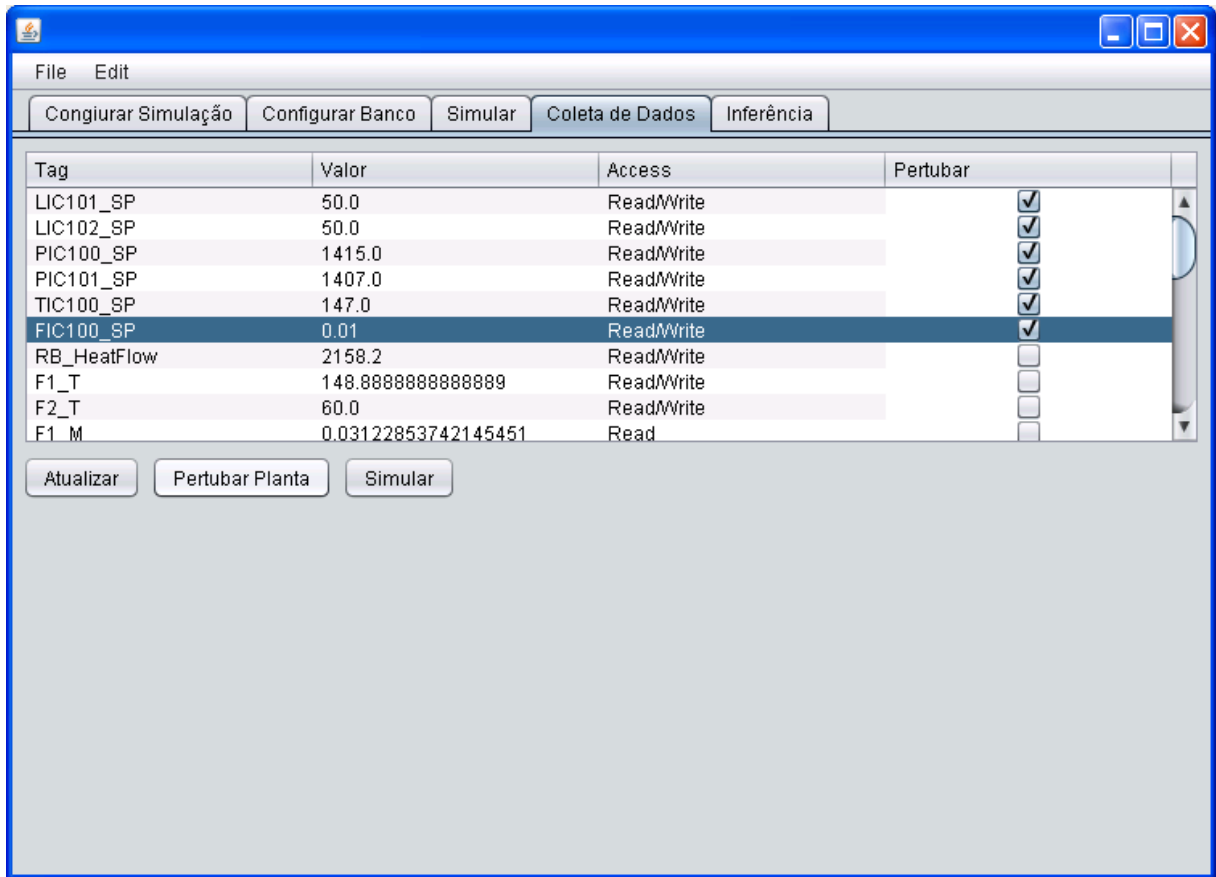 File Edit
Congiurar Simulação Configurar Banco Simular Coleta de Dados Inferência
Tag Valor Access Pertubar
LIC101_SP 50.0 Read/Write
LIC102_SP 50.0 Read/Write
PIC100_SP 1415.0 Read/Write
PIC101_SP 1407.0 Read/Write
TIC100_SP 147.0 Read/Write
FIC100_SP 0.01 Read/Write
RB_HeatFlow 2158.2 Read/Write
F1_T 148.8888888888889 Read/Write
F2_T 60.0 Read/Write
F1_M 0.03122853742145451 Read
Atualizar Pertubar Planta Simular